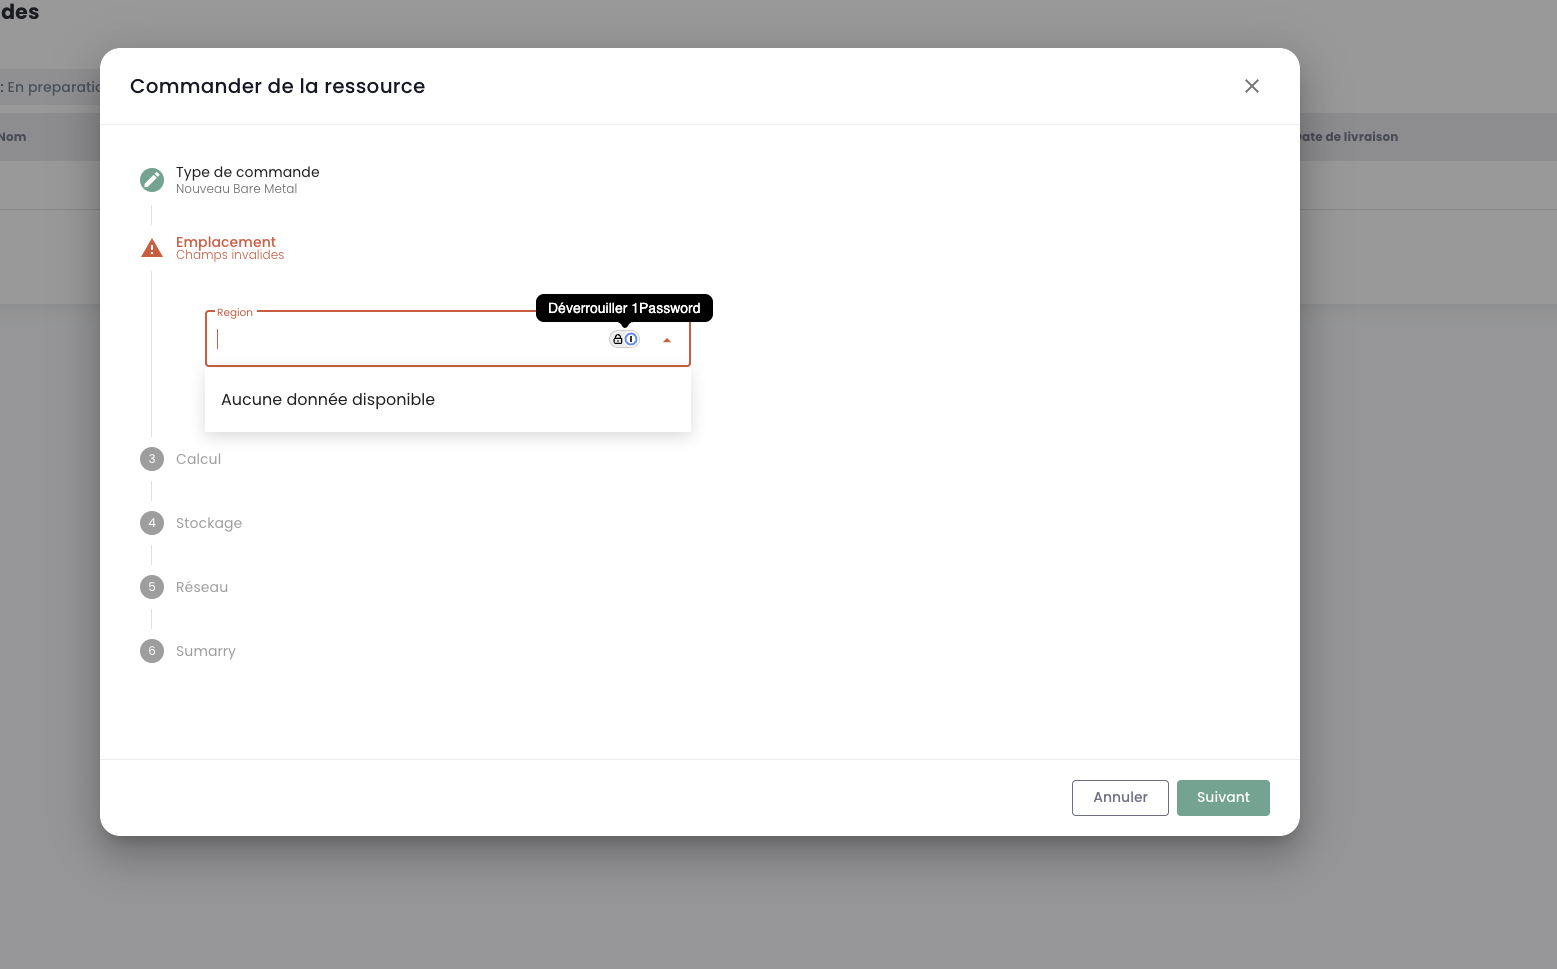 des
Commander de la ressource
: En preparatio
Nom
ate de livraison
Type de commande
Nouveau Bare Metal
Emplacement
Champs invalides
Déverrouiller 1Password
Region
Aucune donnée disponible
3 Calcul
4 Stockage
5 Réseau
6 Sumarry
Annuler
Suivant